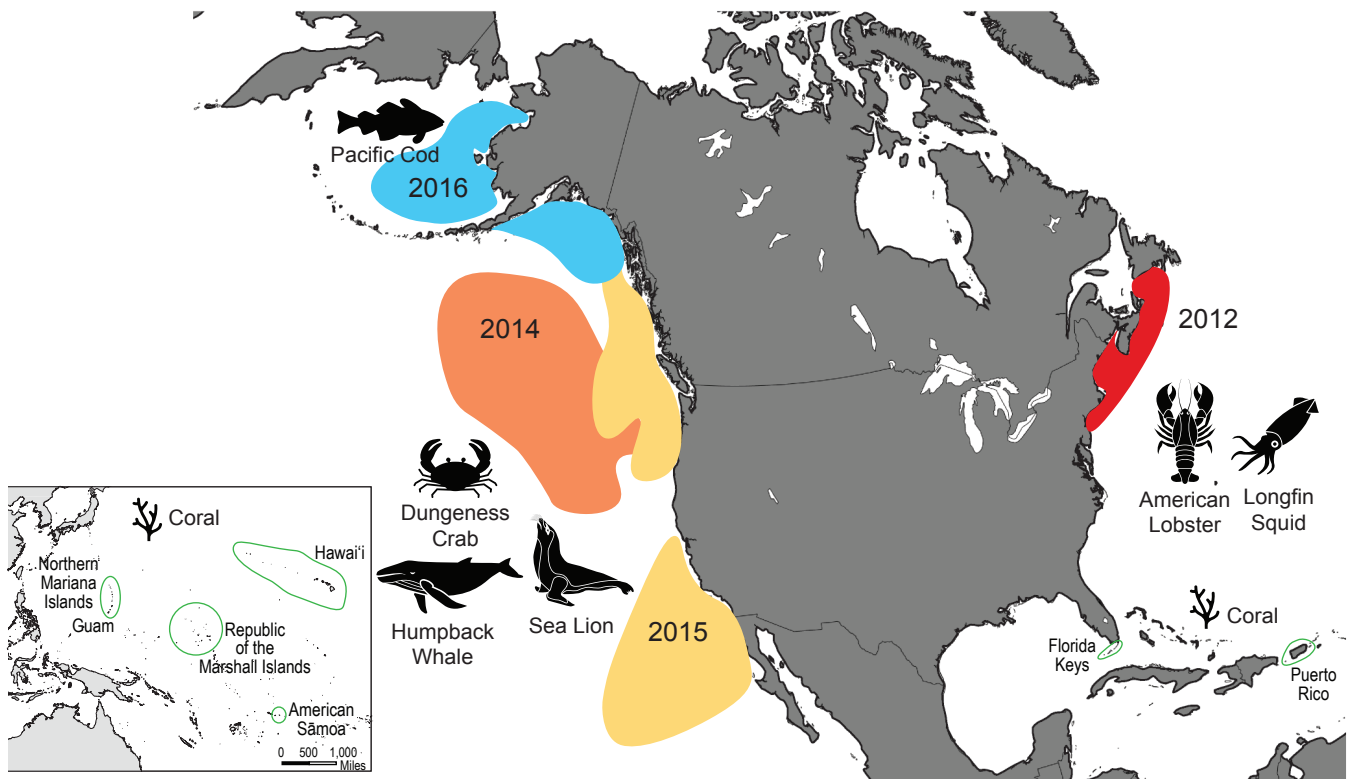 Pacific Cod
2016
2014
2012
Dungeness
Crab
American
Lobster
Longfin
Squid
Humpback
Whale
Sea Lion
2015
Coral
Florida
Keys
Puerto
Rico
Coral
Hawaiʻi
Northern
Mariana
Islands
Guam
Republic
of the
Marshall Islands
American
Sāmoa
0 500 1,000
Miles